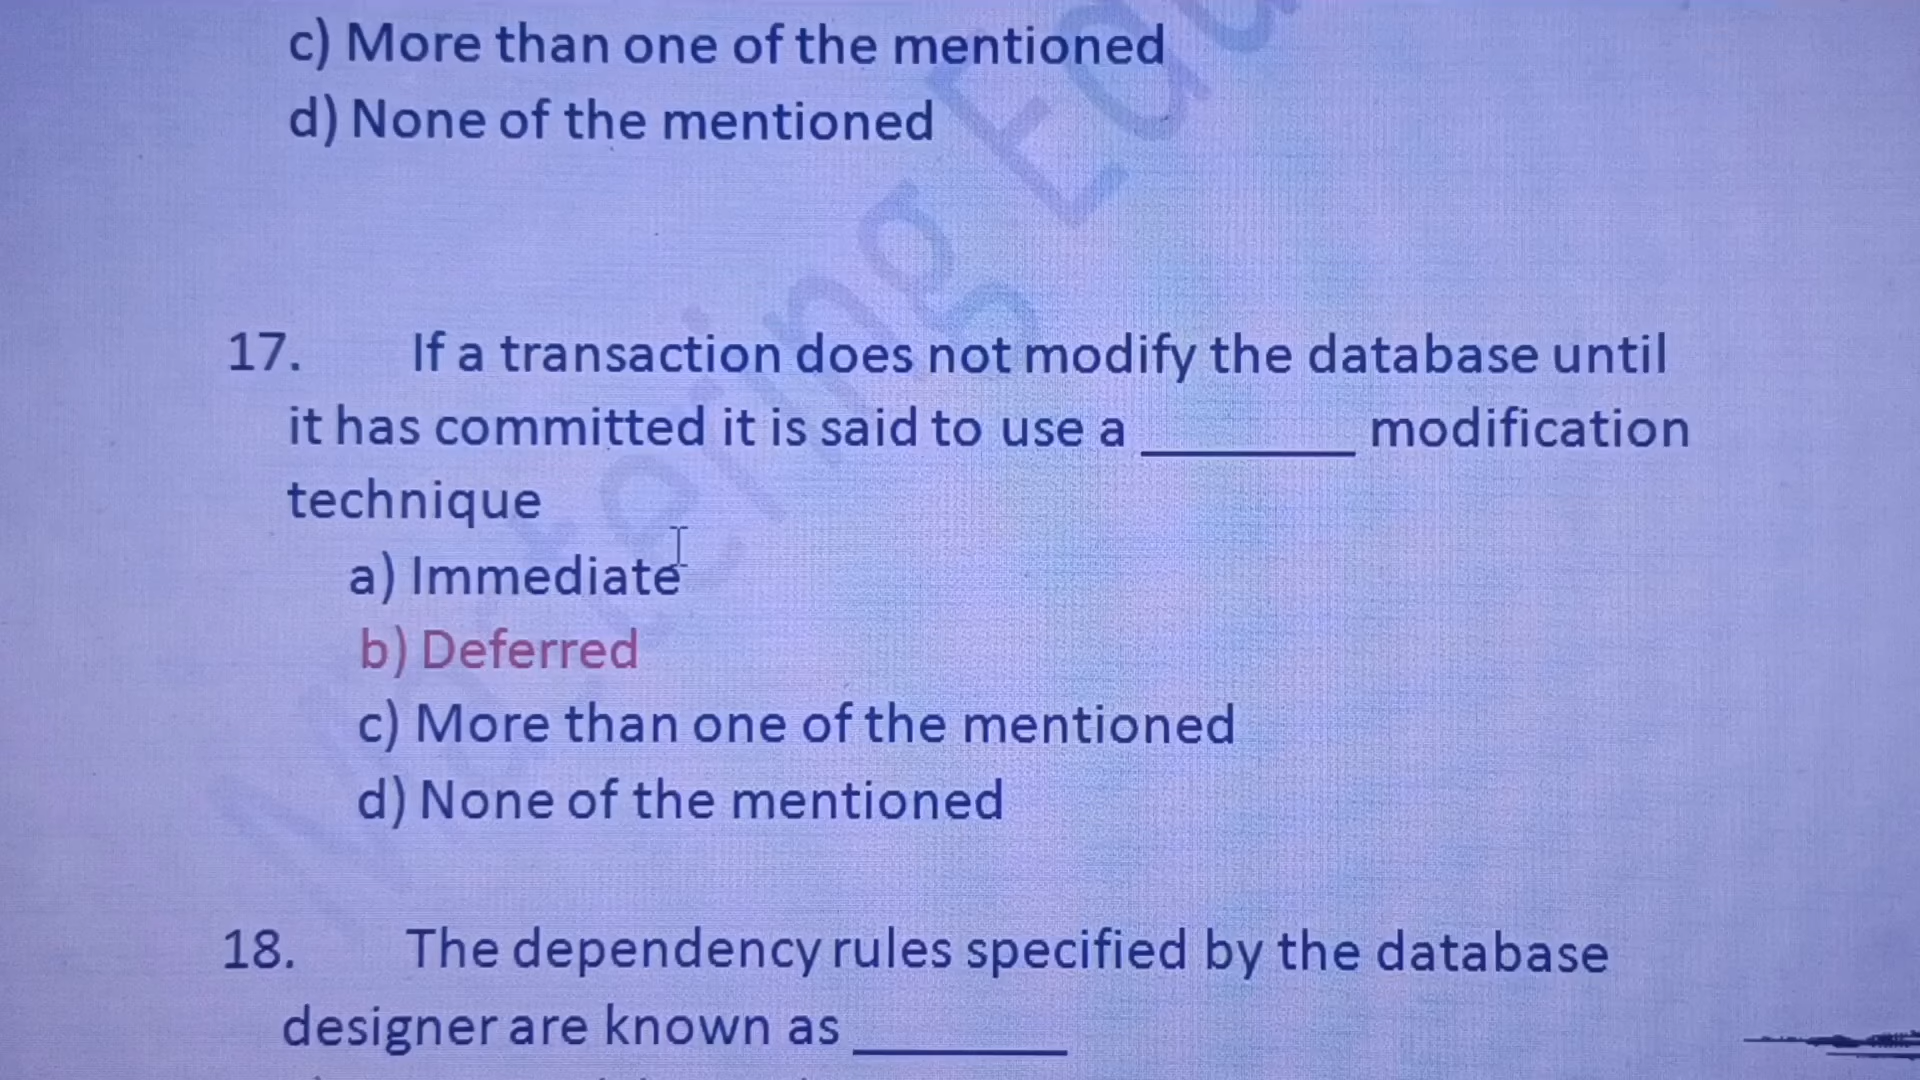 c) More than one of the mentioned
d) None of the mentioned
17. If a transaction does not modify the database until
it has committed it is said to use a ________ modification
technique
a) Immediate
b) Deferred
c) More than one of the mentioned
d) None of the mentioned
18. The dependency rules specified by the database
designer are known as ________